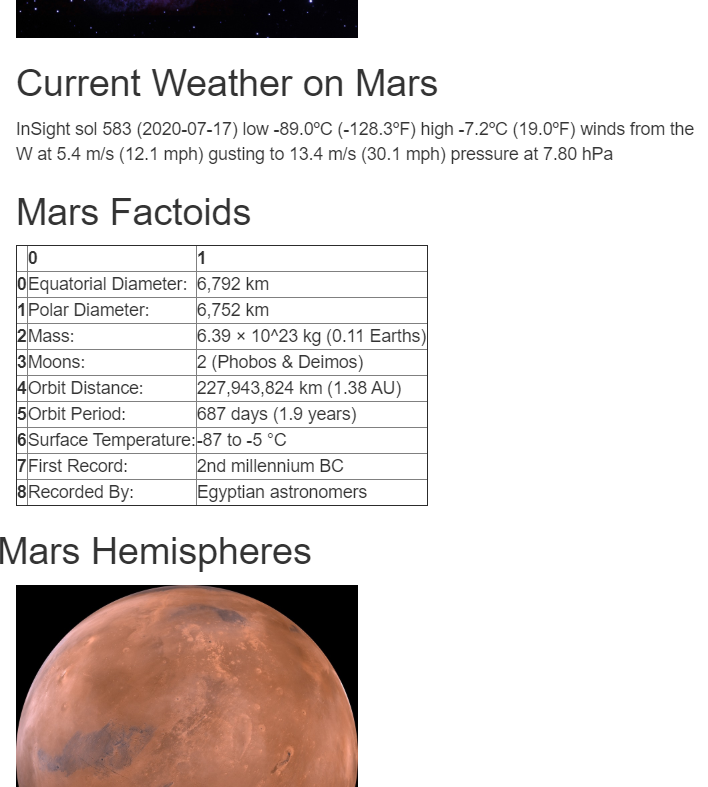 Current Weather on Mars
InSight sol 583 (2020-07-17) low -89.0ºC (-128.3ºF) high -7.2ºC (19.0ºF) winds from the
W at 5.4 m/s (12.1 mph) gusting to 13.4 m/s (30.1 mph) pressure at 7.80 hPa
Mars Factoids
0 1
0 Equatorial Diameter: 6,792 km
1 Polar Diameter: 6,752 km
2 Mass: 6.39 × 10^23 kg (0.11 Earths)
3 Moons: 2 (Phobos & Deimos)
4 Orbit Distance: 227,943,824 km (1.38 AU)
5 Orbit Period: 687 days (1.9 years)
6 Surface Temperature: -87 to -5 °C
7 First Record: 2nd millennium BC
8 Recorded By: Egyptian astronomers
Mars Hemispheres